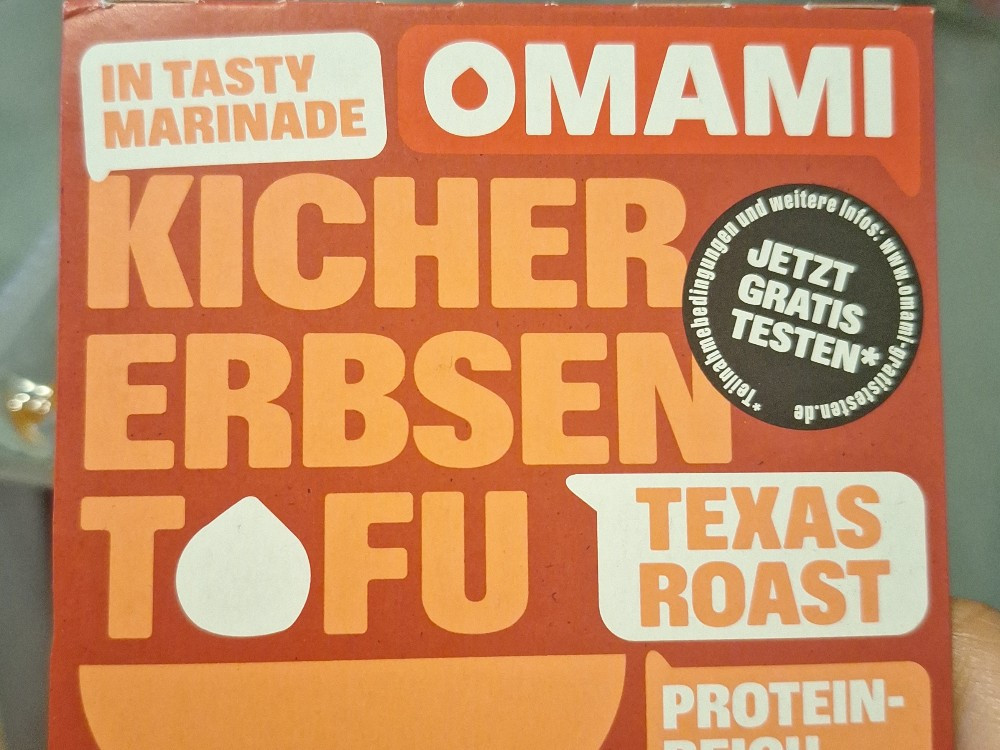 IN TASTY
MARINADE
OMAMI
KICHER
ERBSEN
TOFU
JETZT
GRATIS
TESTEN*
*Teilnahmebedingungen und weitere Infos: www.omami-gratistesten.de
TEXAS
ROAST
PROTEIN-
REICH